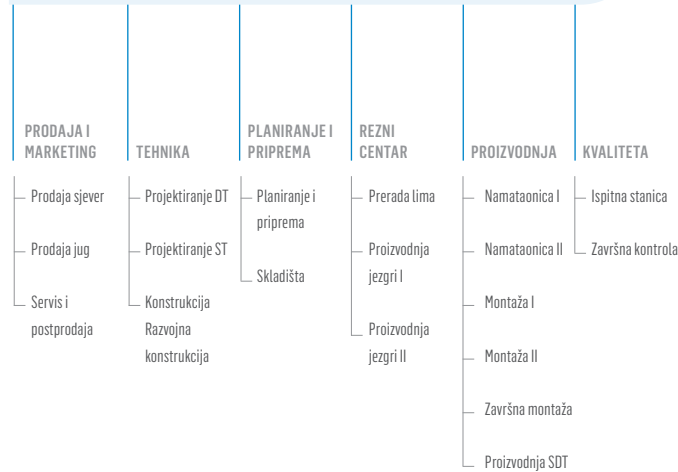 PRODAJA I
MARKETING
TEHNIKA
PLANIRANJE I
PRIPREMA
REZNI
CENTAR
PROIZVODNJA
KVALITETA
Prodaja sjever
Prodaja jug
Servis i
postprodaja
Projektiranje DT
Projektiranje ST
Konstrukcija
Razvojna
konstrukcija
Planiranje i
priprema
Skladišta
Prerada lima
Proizvodnja
jezgri I
Proizvodnja
jezgri II
Namataonica I
Namataonica II
Montaža I
Montaža II
Završna montaža
Proizvodnja SDT
Ispitna stanica
Završna kontrola